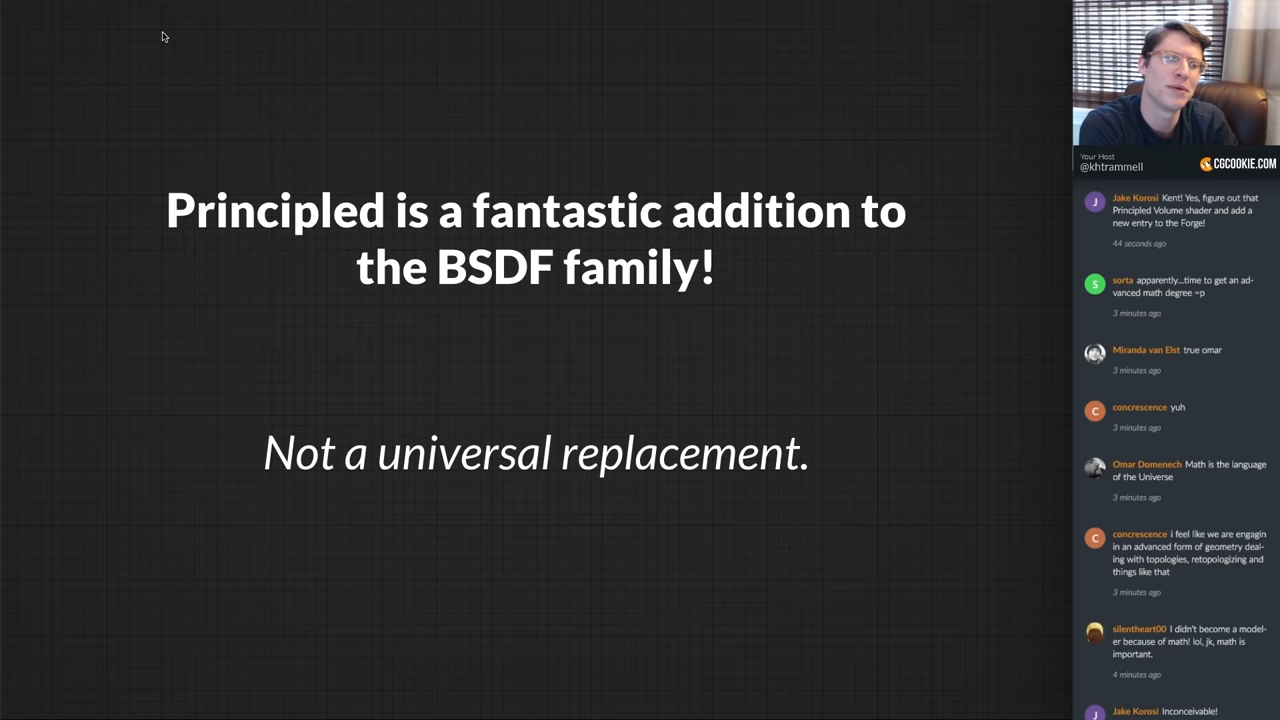 Principled is a fantastic addition to
the BSDF family!
Not a universal replacement.
Your Host
@khtrammell
CGCOOKIE.COM
J
Jake Korosi Kent! Yes, figure out that
Principled Volume shader and add a
new entry to the Forge!
44 seconds ago
S
sorta apparently...time to get an ad-
vanced math degree =p
3 minutes ago
Miranda van Elst true omar
3 minutes ago
C
concrescence yuh
3 minutes ago
Omar Domenech Math is the language
of the Universe
3 minutes ago
C
concrescence i feel like we are engagin
in an advanced form of geometry deal-
ing with topologies, retopologizing and
things like that
3 minutes ago
silentheart00 I didn't become a model-
er because of math! lol, jk, math is
important.
4 minutes ago
J
Jake Korosi Inconceivable!